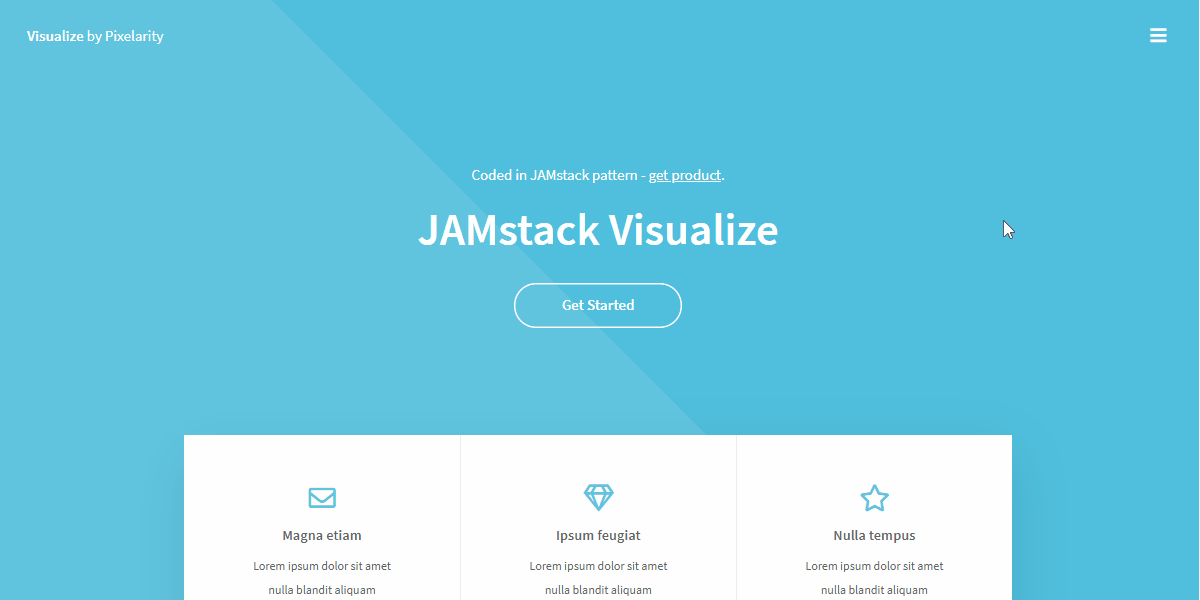 Visualize by Pixelarity
Coded in JAMstack pattern - get product.
JAMstack Visualize
Get Started
Magna etiam
Lorem ipsum dolor sit amet
nulla blandit aliquam
Ipsum feugiat
Lorem ipsum dolor sit amet
nulla blandit aliquam
Nulla tempus
Lorem ipsum dolor sit amet
nulla blandit aliquam